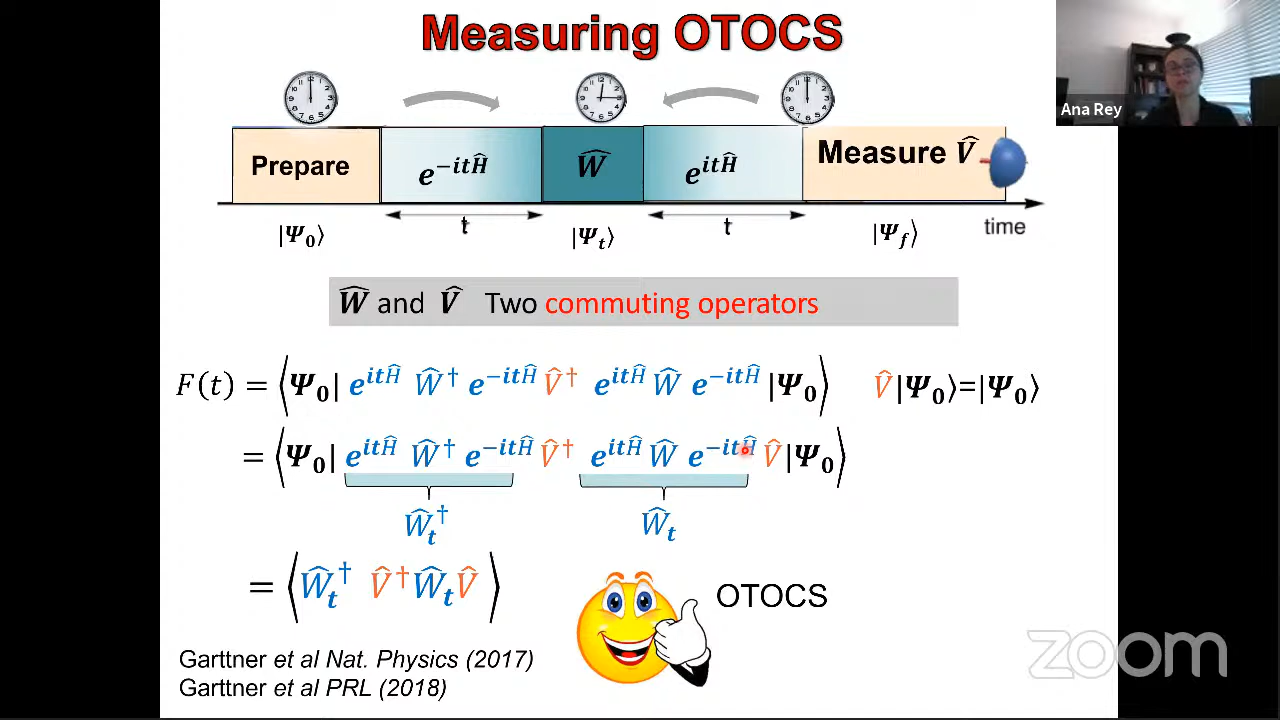 Measuring OTOCS
Ana Rey
Prepare
e^{-itĤ}
Ŵ
e^{itĤ}
Measure V̂
t
t
|Ψ₀⟩
|Ψ_t⟩
|Ψ_f⟩
time
Ŵ and V̂ Two commuting operators
F(t) = ⟨Ψ₀| e^{itĤ} Ŵ† e^{-itĤ} V̂† e^{itĤ} Ŵ e^{-itĤ} |Ψ₀⟩ V̂|Ψ₀⟩=|Ψ₀⟩
= ⟨Ψ₀| e^{itĤ} Ŵ† e^{-itĤ} V̂† e^{itĤ} Ŵ e^{-itĤ} V̂|Ψ₀⟩
Ŵ_t† Ŵ_t
= ⟨Ŵ_t† V̂†Ŵ_tV̂⟩
OTOCS
Garttner et al Nat. Physics (2017)
Garttner et al PRL (2018)
zoom